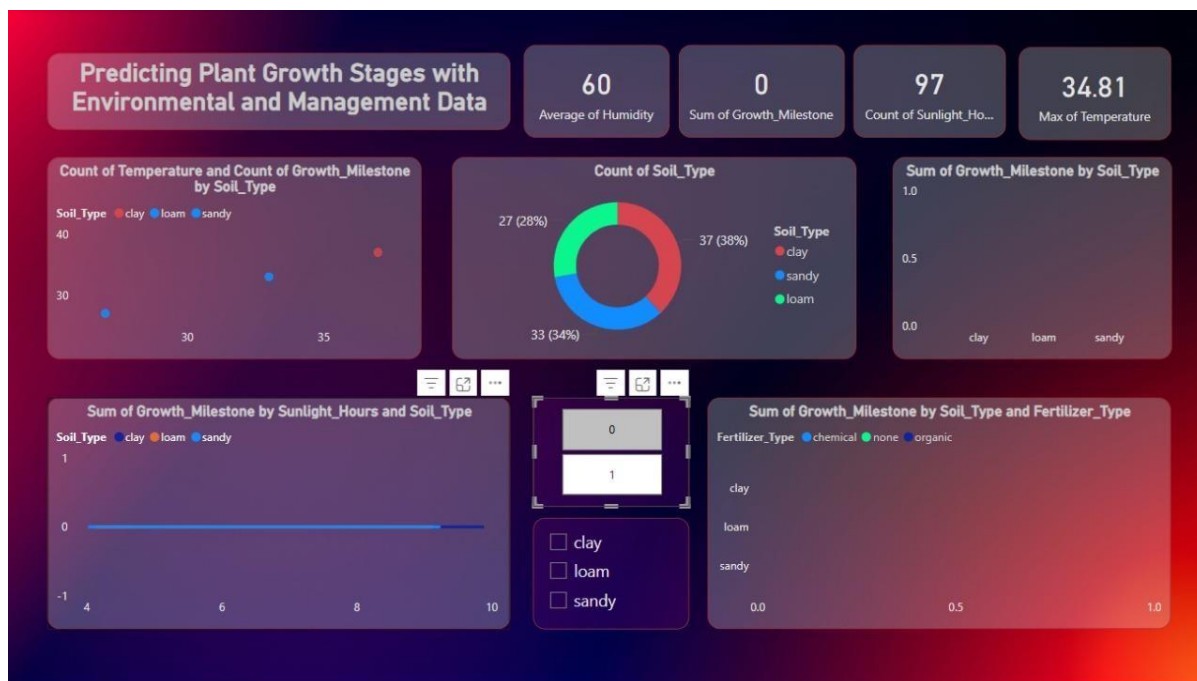 Predicting Plant Growth Stages with
Environmental and Management Data
60
Average of Humidity
0
Sum of Growth_Milestone
97
Count of Sunlight_Ho...
34.81
Max of Temperature
Count of Temperature and Count of Growth_Milestone
by Soil_Type
Soil_Type clay loam sandy
40
30
30 35
Count of Soil_Type
27 (28%)
37 (38%)
33 (34%)
Soil_Type
clay
sandy
loam
Sum of Growth_Milestone by Soil_Type
1.0
0.5
0.0
clay loam sandy
Sum of Growth_Milestone by Sunlight_Hours and Soil_Type
Soil_Type clay loam sandy
1
0
-1
4 6 8 10
0
1
clay
loam
sandy
Sum of Growth_Milestone by Soil_Type and Fertilizer_Type
Fertilizer_Type chemical none organic
clay
loam
sandy
0.0 0.5 1.0